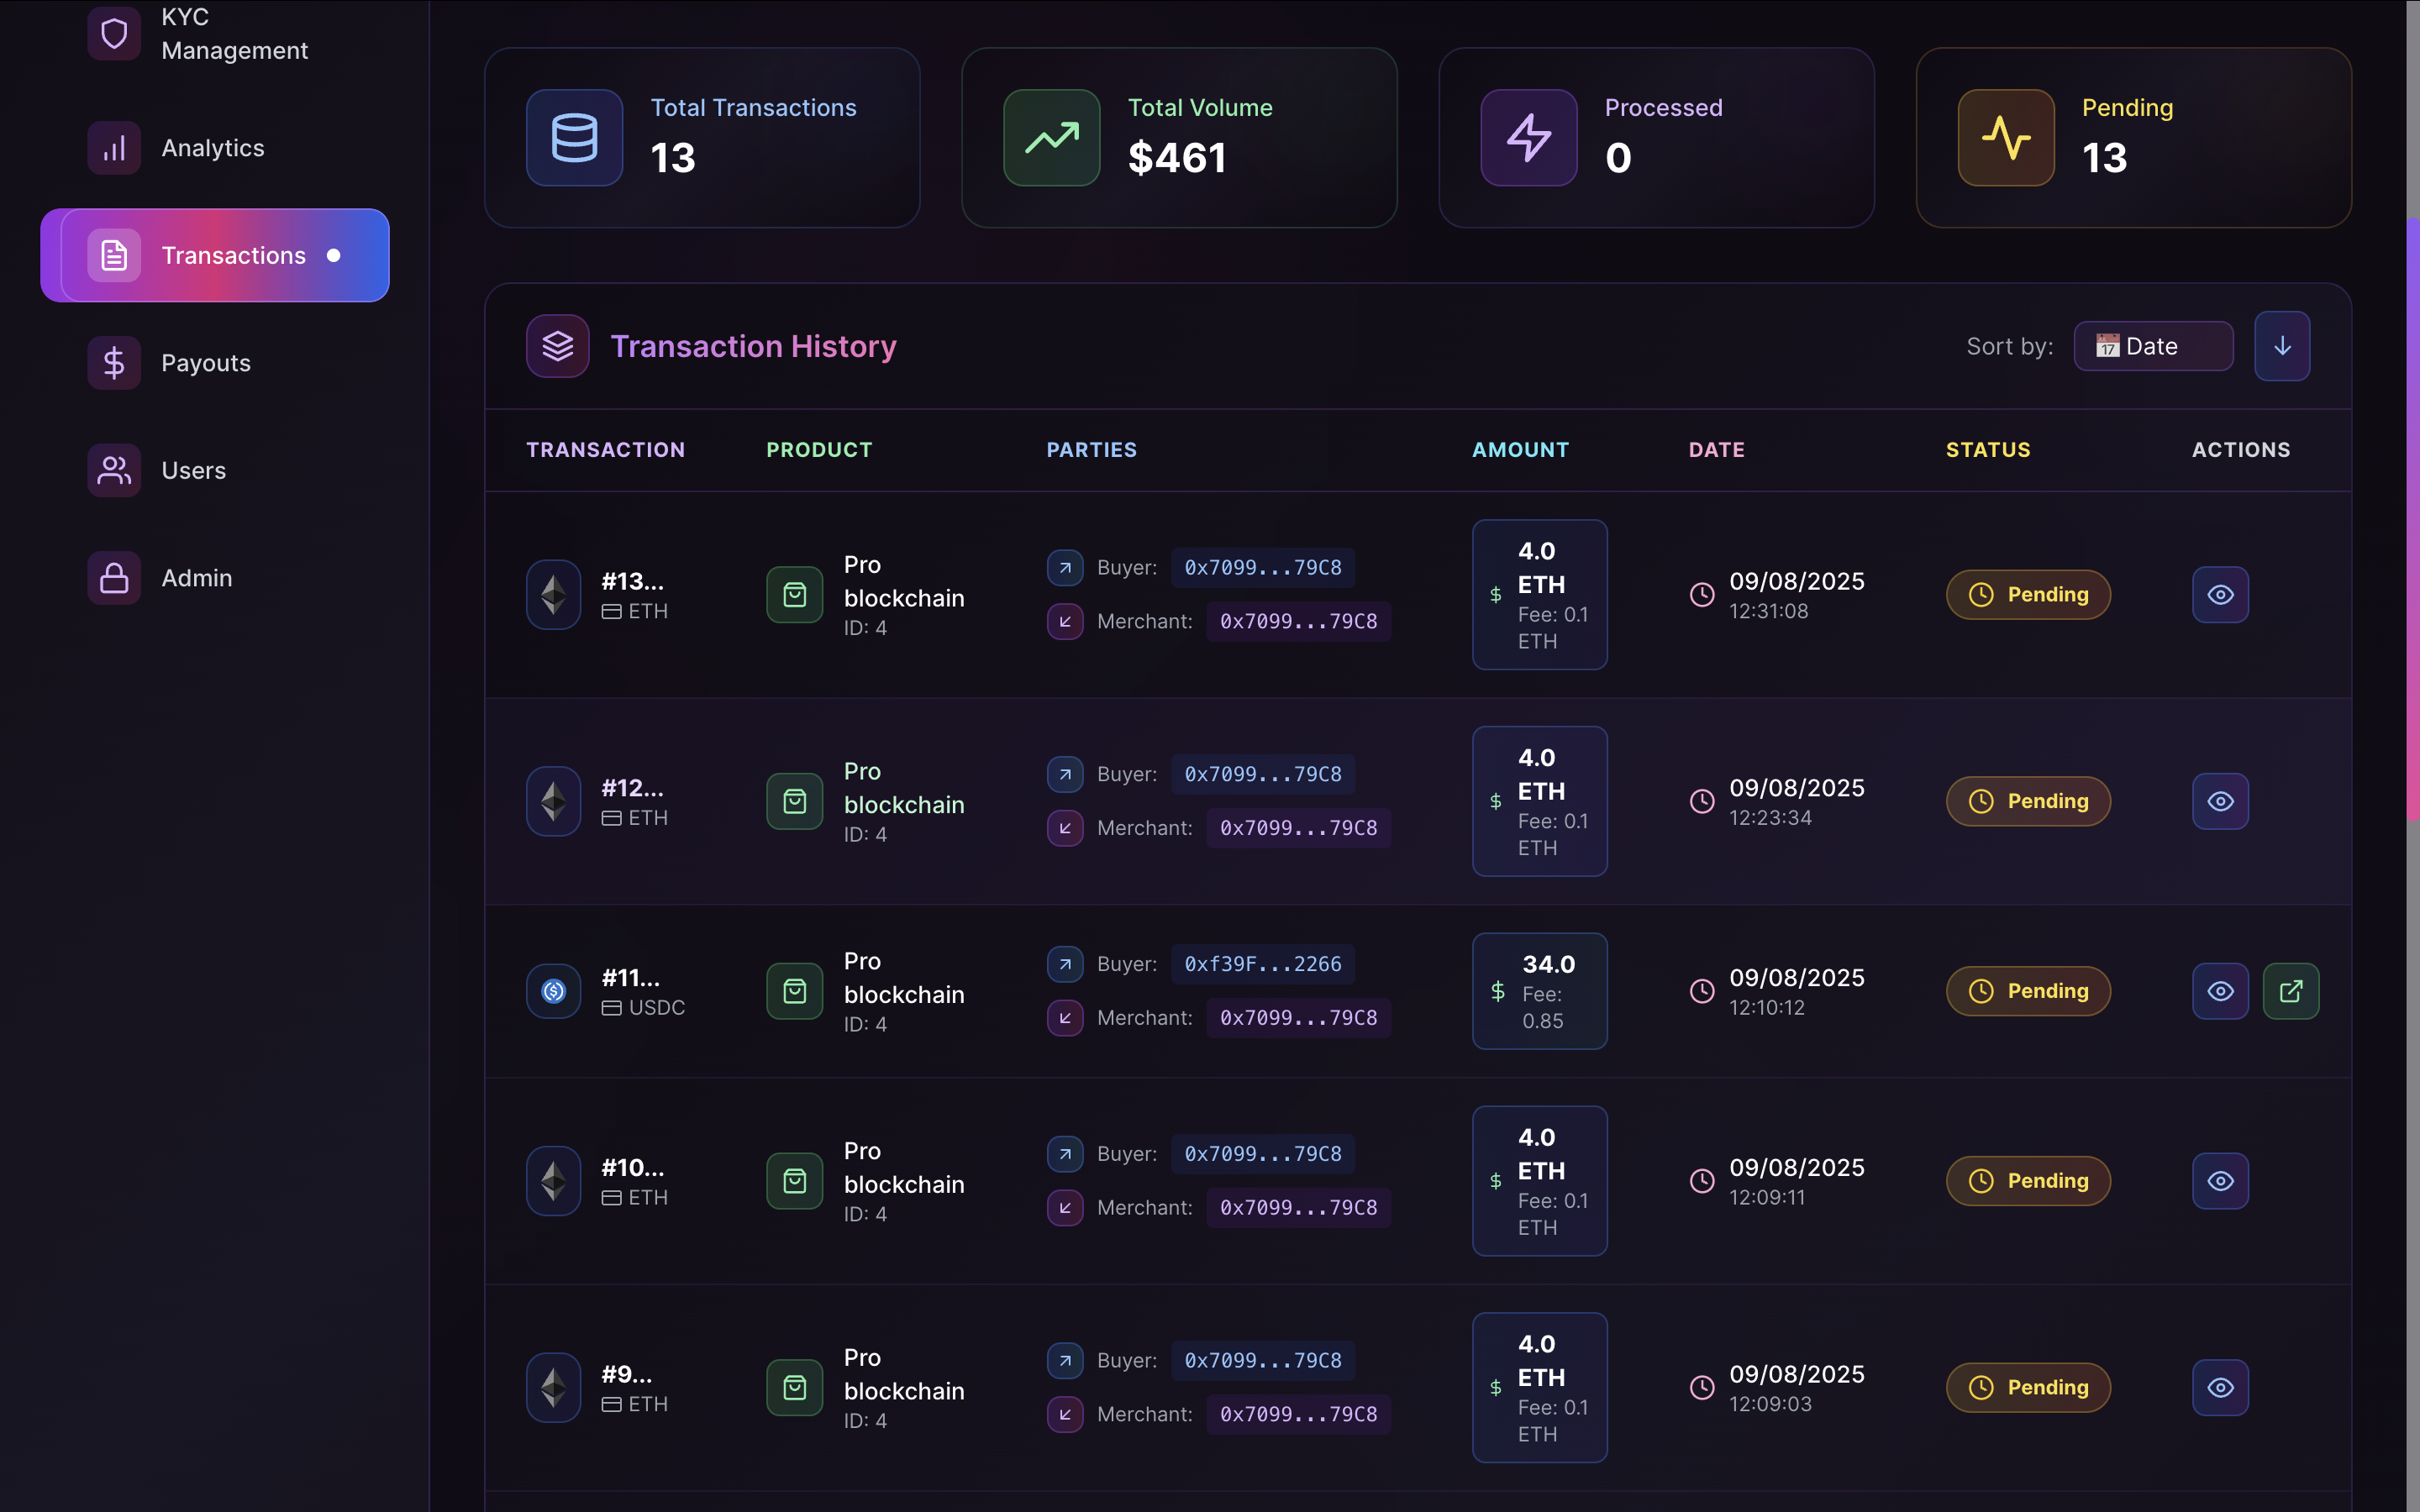 KYC
Management
Analytics
Transactions
Payouts
Users
Admin
Total Transactions
13
Total Volume
$461
Processed
0
Pending
13
Transaction History
Sort by:
17 Date
TRANSACTION PRODUCT PARTIES AMOUNT DATE STATUS ACTIONS
#13...
ETH
Pro
blockchain
ID: 4
Buyer: 0x7099...79C8
Merchant: 0x7099...79C8
$
4.0
ETH
Fee: 0.1
ETH
09/08/2025
12:31:08
Pending
#12...
ETH
Pro
blockchain
ID: 4
Buyer: 0x7099...79C8
Merchant: 0x7099...79C8
$
4.0
ETH
Fee: 0.1
ETH
09/08/2025
12:23:34
Pending
#11...
USDC
Pro
blockchain
ID: 4
Buyer: 0xf39F...2266
Merchant: 0x7099...79C8
$
34.0
Fee:
0.85
09/08/2025
12:10:12
Pending
#10...
ETH
Pro
blockchain
ID: 4
Buyer: 0x7099...79C8
Merchant: 0x7099...79C8
$
4.0
ETH
Fee: 0.1
ETH
09/08/2025
12:09:11
Pending
#9...
ETH
Pro
blockchain
ID: 4
Buyer: 0x7099...79C8
Merchant: 0x7099...79C8
$
4.0
ETH
Fee: 0.1
ETH
09/08/2025
12:09:03
Pending